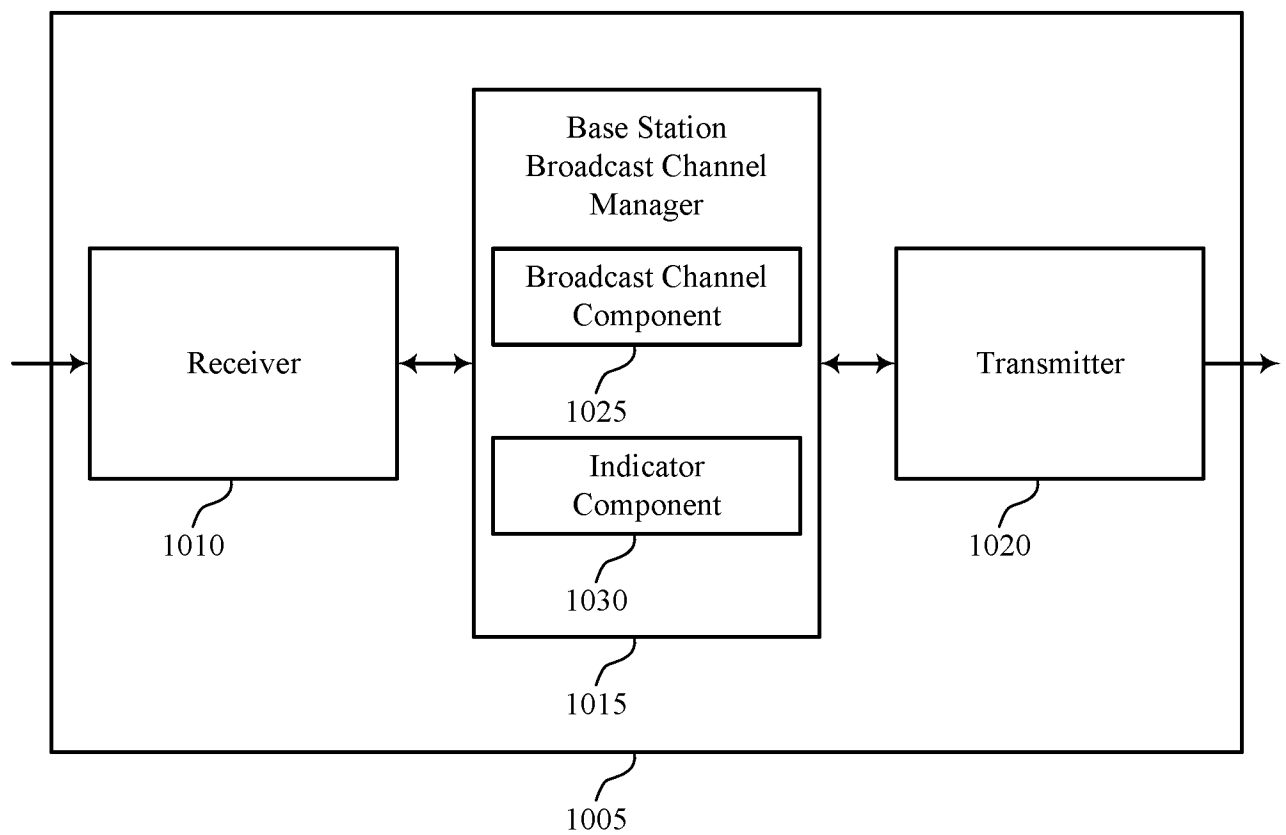 Base Station
Broadcast Channel
Manager
Broadcast Channel
Component
Receiver
Transmitter
1025
Indicator
Component
1010
1020
1030
1015
1005